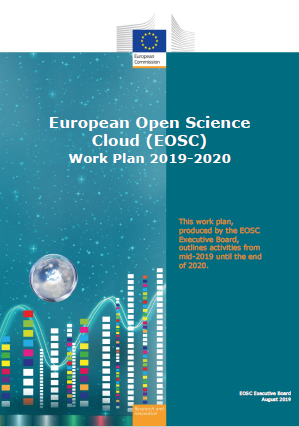 European
Commission
European Open Science
Cloud (EOSC)
Work Plan 2019-2020
This work plan,
produced by the EOSC
Executive Board,
outlines activities from
mid-2019 until the end
of 2020.
EOSC Executive Board
August 2019
Research and
Innovation